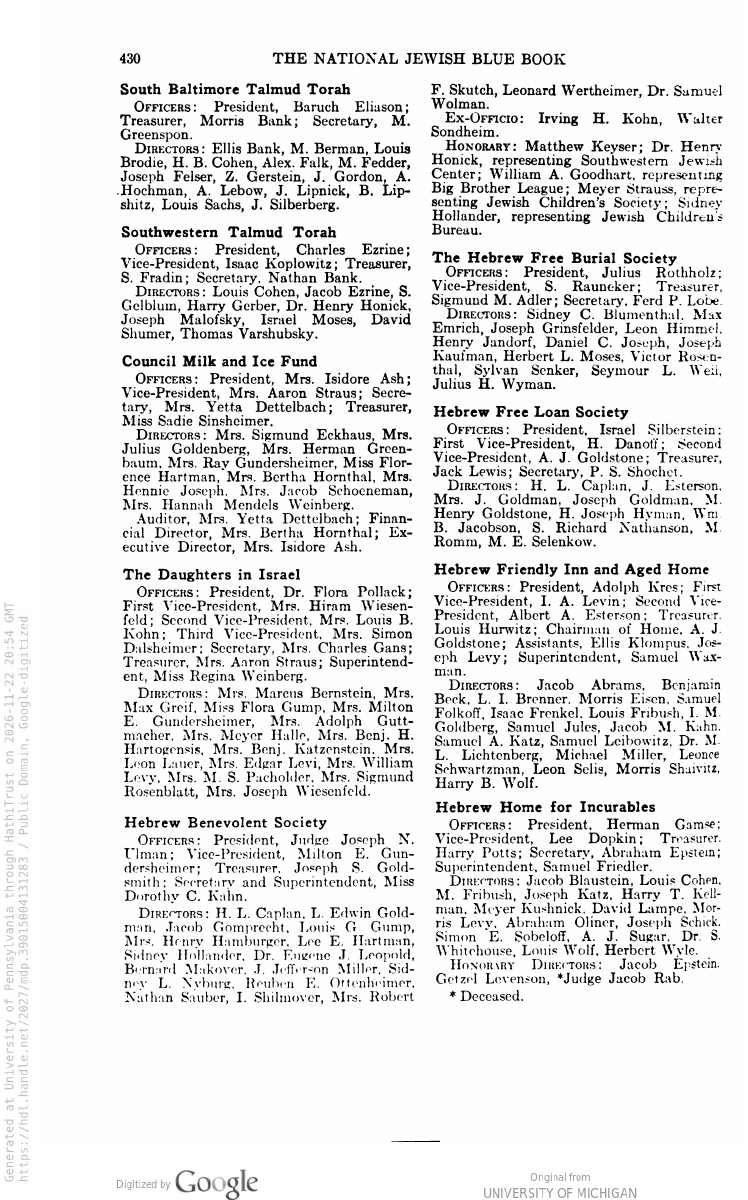 430
THE NATIONAL JEWISH BLUE BOOK
South Baltimore Talmud Torah
OFFICERS: President, Baruch Eliason;
Treasurer, Morris Bank; Secretary, M.
Greenspon.
DIRECTORS: Ellis Bank, M. Berman, Louis
Brodie, H. B. Cohen, Alex. Falk, M. Fedder,
Joseph Felser, Z. Gerstein, J. Gordon, A.
Hochman, A. Lebow, J. Lipnick, B. Lip-
shitz, Louis Sachs, J. Silberberg.
Southwestern Talmud Torah
OFFICERS: President, Charles Ezrine;
Vice-President, Isaac Koplowitz; Treasurer,
S. Fradin; Secretary, Nathan Bank.
DIRECTORS: Louis Cohen, Jacob Ezrine, S.
Gelblum, Harry Gerber, Dr. Henry Honick,
Joseph Malofsky, Israel Moses, David
Shumer, Thomas Varshubsky.
Council Milk and Ice Fund
OFFICERS: President, Mrs. Isidore Ash;
Vice-President, Mrs. Aaron Straus; Secre-
tary, Mrs. Yetta Dettelbach; Treasurer,
Miss Sadie Sinsheimer.
DIRECTORS: Mrs. Sigmund Eckhaus, Mrs.
Julius Goldenberg, Mrs. Herman Green-
baum, Mrs. Ray Gundersheimer, Miss Flor-
ence Hartman, Mrs. Bertha Hornthal, Mrs.
Hennie Joseph, Mrs. Jacob Schoeneman,
Mrs. Hannah Mendels Weinberg.
Auditor, Mrs. Yetta Dettelbach; Finan-
cial Director, Mrs. Bertha Hornthal; Ex-
ecutive Director, Mrs. Isidore Ash.
The Daughters in Israel
OFFICERS: President, Dr. Flora Pollack;
First Vice-President, Mrs. Hiram Wiesen-
feld; Second Vice-President, Mrs. Louis B.
Kohn; Third Vice-President, Mrs. Simon
Dalsheimer; Secretary, Mrs. Charles Gans;
Treasurer, Mrs. Aaron Straus; Superintend-
ent, Miss Regina Weinberg.
DIRECTORS: Mrs. Marcus Bernstein, Mrs.
Max Greif, Miss Flora Gump, Mrs. Milton
E. Gundersheimer, Mrs. Adolph Gutt-
macher, Mrs. Meyer Halle, Mrs. Benj. H.
Hartogensis, Mrs. Benj. Katzenstein, Mrs.
Leon Lauer, Mrs. Edgar Levi, Mrs. William
Levy, Mrs. M. S. Pacholder, Mrs. Sigmund
Rosenblatt, Mrs. Joseph Wiesenfeld.
Hebrew Benevolent Society
OFFICERS: President, Judge Joseph N.
Ulman; Vice-President, Milton E. Gun-
dersheimer; Treasurer, Joseph S. Gold-
smith; Secretary and Superintendent, Miss
Dorothy C. Kahn.
DIRECTORS: H. L. Caplan, L. Edwin Gold-
man, Jacob Gomprecht, Louis G Gump,
Mrs. Henry Hamburger, Lee E. Hartman,
Sidney Hollander, Dr. Eugene J. Leopold,
Bernard Makover, J. Jefferson Miller, Sid-
ney L. Nyburg, Reuben E. Ottenheimer,
Nathan Sauber, I. Shilmover, Mrs. Robert
F. Skutch, Leonard Wertheimer, Dr. Samuel
Wolman.
EX-OFFICIO: Irving H. Kohn, Walter
Sondheim.
HONORARY: Matthew Keyser; Dr. Henry
Honick, representing Southwestern Jewish
Center; William A. Goodhart, representing
Big Brother League; Meyer Strauss, repre-
senting Jewish Children's Society; Sidney
Hollander, representing Jewish Children's
Bureau.
The Hebrew Free Burial Society
OFFICERS: President, Julius Rothholz;
Vice-President, S. Rauneker; Treasurer,
Sigmund M. Adler; Secretary, Ferd P. Lobe.
DIRECTORS: Sidney C. Blumenthal, Max
Emrich, Joseph Grinsfelder, Leon Himmel,
Henry Jandorf, Daniel C. Joseph, Joseph
Kaufman, Herbert L. Moses, Victor Rosen-
thal, Sylvan Senker, Seymour L. Weil,
Julius H. Wyman.
Hebrew Free Loan Society
OFFICERS: President, Israel Silberstein;
First Vice-President, H. Danoff; Second
Vice-President, A. J. Goldstone; Treasurer,
Jack Lewis; Secretary, P. S. Shochet.
DIRECTORS: H. L. Caplan, J. Esterson,
Mrs. J. Goldman, Joseph Goldman, M.
Henry Goldstone, H. Joseph Hyman, Wm.
B. Jacobson, S. Richard Nathanson, M.
Romm, M. E. Selenkow.
Hebrew Friendly Inn and Aged Home
OFFICERS: President, Adolph Kres; First
Vice-President, I. A. Levin; Second Vice-
President, Albert A. Esterson; Treasurer,
Louis Hurwitz; Chairman of Home, A. J.
Goldstone; Assistants, Ellis Klompus, Jos-
eph Levy; Superintendent, Samuel Wax-
man.
DIRECTORS: Jacob Abrams, Benjamin
Beck, L. I. Brenner, Morris Eisen, Samuel
Folkoff, Isaac Frenkel, Louis Fribush, I. M.
Goldberg, Samuel Jules, Jacob M. Kahn,
Samuel A. Katz, Samuel Leibowitz, Dr. M.
L. Lichtenberg, Michael Miller, Leonce
Schwartzman, Leon Selis, Morris Shaivitz,
Harry B. Wolf.
Hebrew Home for Incurables
OFFICERS: President, Herman Gamse;
Vice-President, Lee Dopkin; Treasurer,
Harry Potts; Secretary, Abraham Epstein;
Superintendent, Samuel Friedler.
DIRECTORS: Jacob Blaustein, Louis Cohen,
M. Fribush, Joseph Katz, Harry T. Kell-
man, Meyer Kushnick, David Lampe, Mor-
ris Levy, Abraham Oliner, Joseph Schick,
Simon E. Sobeloff, A. J. Sugar, Dr. S.
Whitehouse, Louis Wolf, Herbert Wyle.
HONORARY DIRECTORS: Jacob Epstein,
Getzel Levenson, *Judge Jacob Rab.
* Deceased.
Generated at University of Pennsylvania through HathiTrust on 2026-11-22 20:54 GMT
https://hdl.handle.net/2027/mdp.39015004131283 / Public Domain, Google-digitized
Digitized by Google
Original from
UNIVERSITY OF MICHIGAN